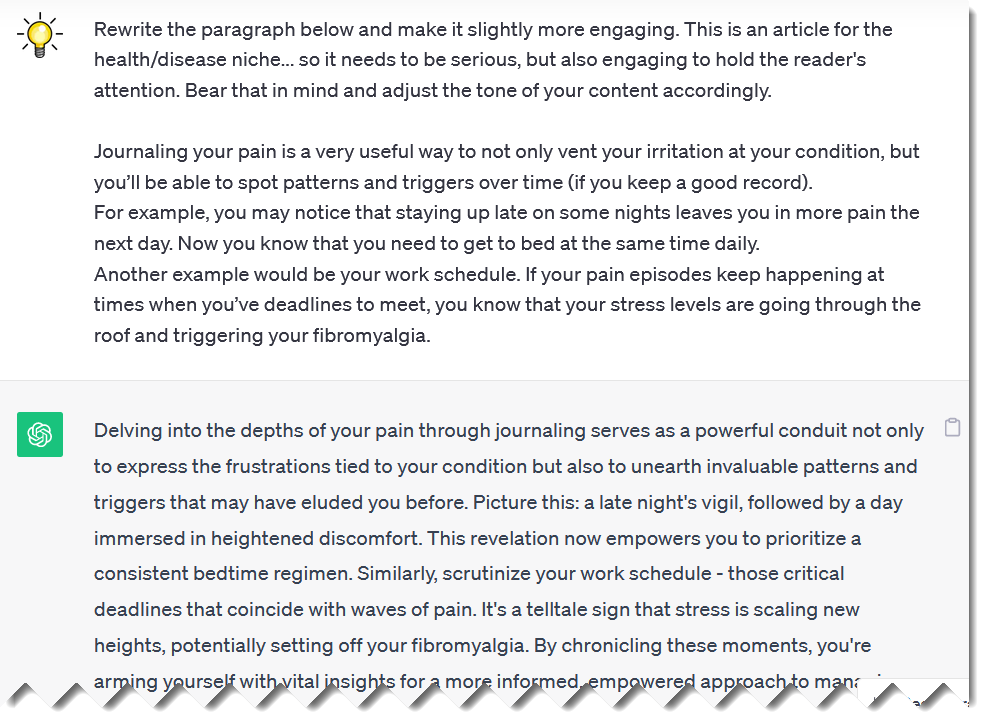 Rewrite the paragraph below and make it slightly more engaging. This is an article for the
health/disease niche... so it needs to be serious, but also engaging to hold the reader's
attention. Bear that in mind and adjust the tone of your content accordingly.
Journaling your pain is a very useful way to not only vent your irritation at your condition, but
you’ll be able to spot patterns and triggers over time (if you keep a good record).
For example, you may notice that staying up late on some nights leaves you in more pain the
next day. Now you know that you need to get to bed at the same time daily.
Another example would be your work schedule. If your pain episodes keep happening at
times when you’ve deadlines to meet, you know that your stress levels are going through the
roof and triggering your fibromyalgia.
Delving into the depths of your pain through journaling serves as a powerful conduit not only
to express the frustrations tied to your condition but also to unearth invaluable patterns and
triggers that may have eluded you before. Picture this: a late night's vigil, followed by a day
immersed in heightened discomfort. This revelation now empowers you to prioritize a
consistent bedtime regimen. Similarly, scrutinize your work schedule - those critical
deadlines that coincide with waves of pain. It's a telltale sign that stress is scaling new
heights, potentially setting off your fibromyalgia. By chronicling these moments, you're
arming yourself with vital insights for a more informed, empowered approach to